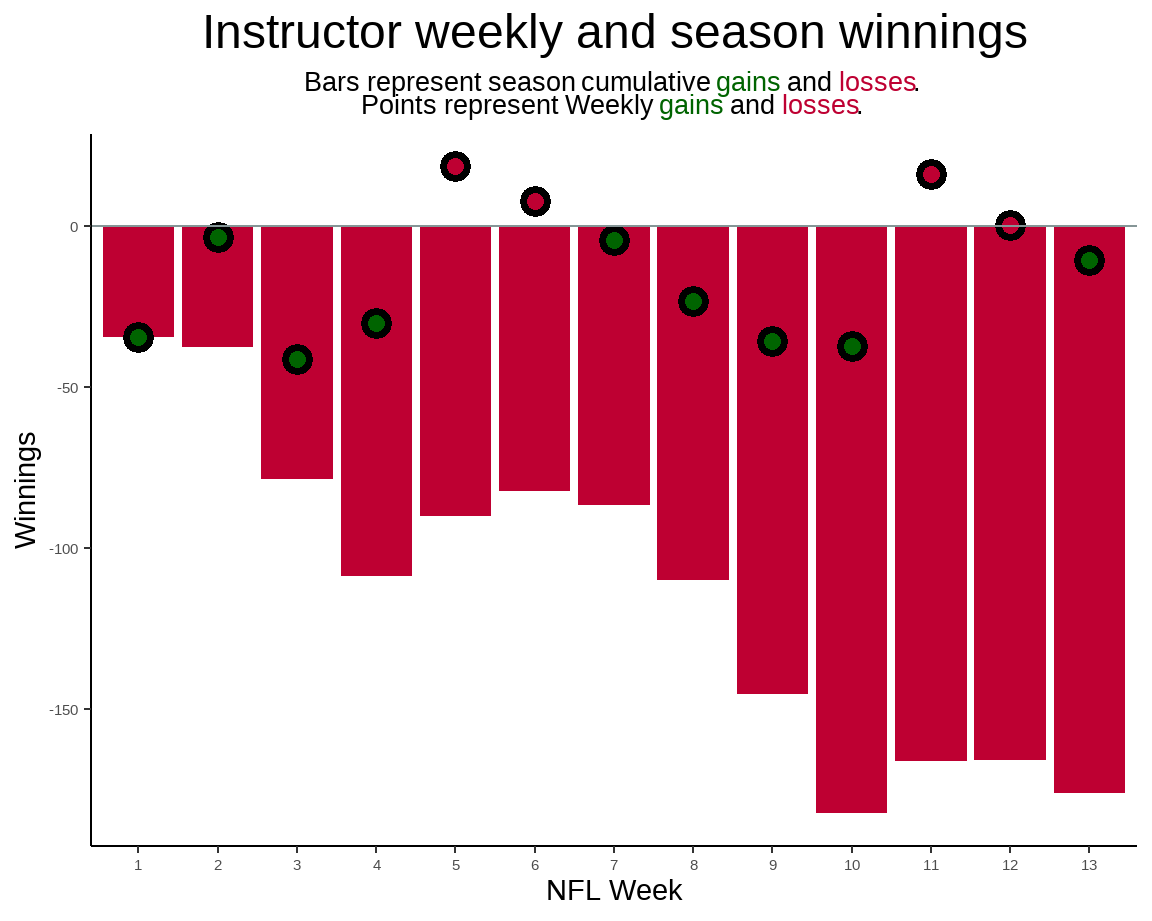 Instructor weekly and season winnings
Bars represent season cumulative gains and losses.
Points represent Weekly gains and losses.
Winnings
0
-50
-100
-150
1 2 3 4 5 6 7 8 9 10 11 12 13
NFL Week